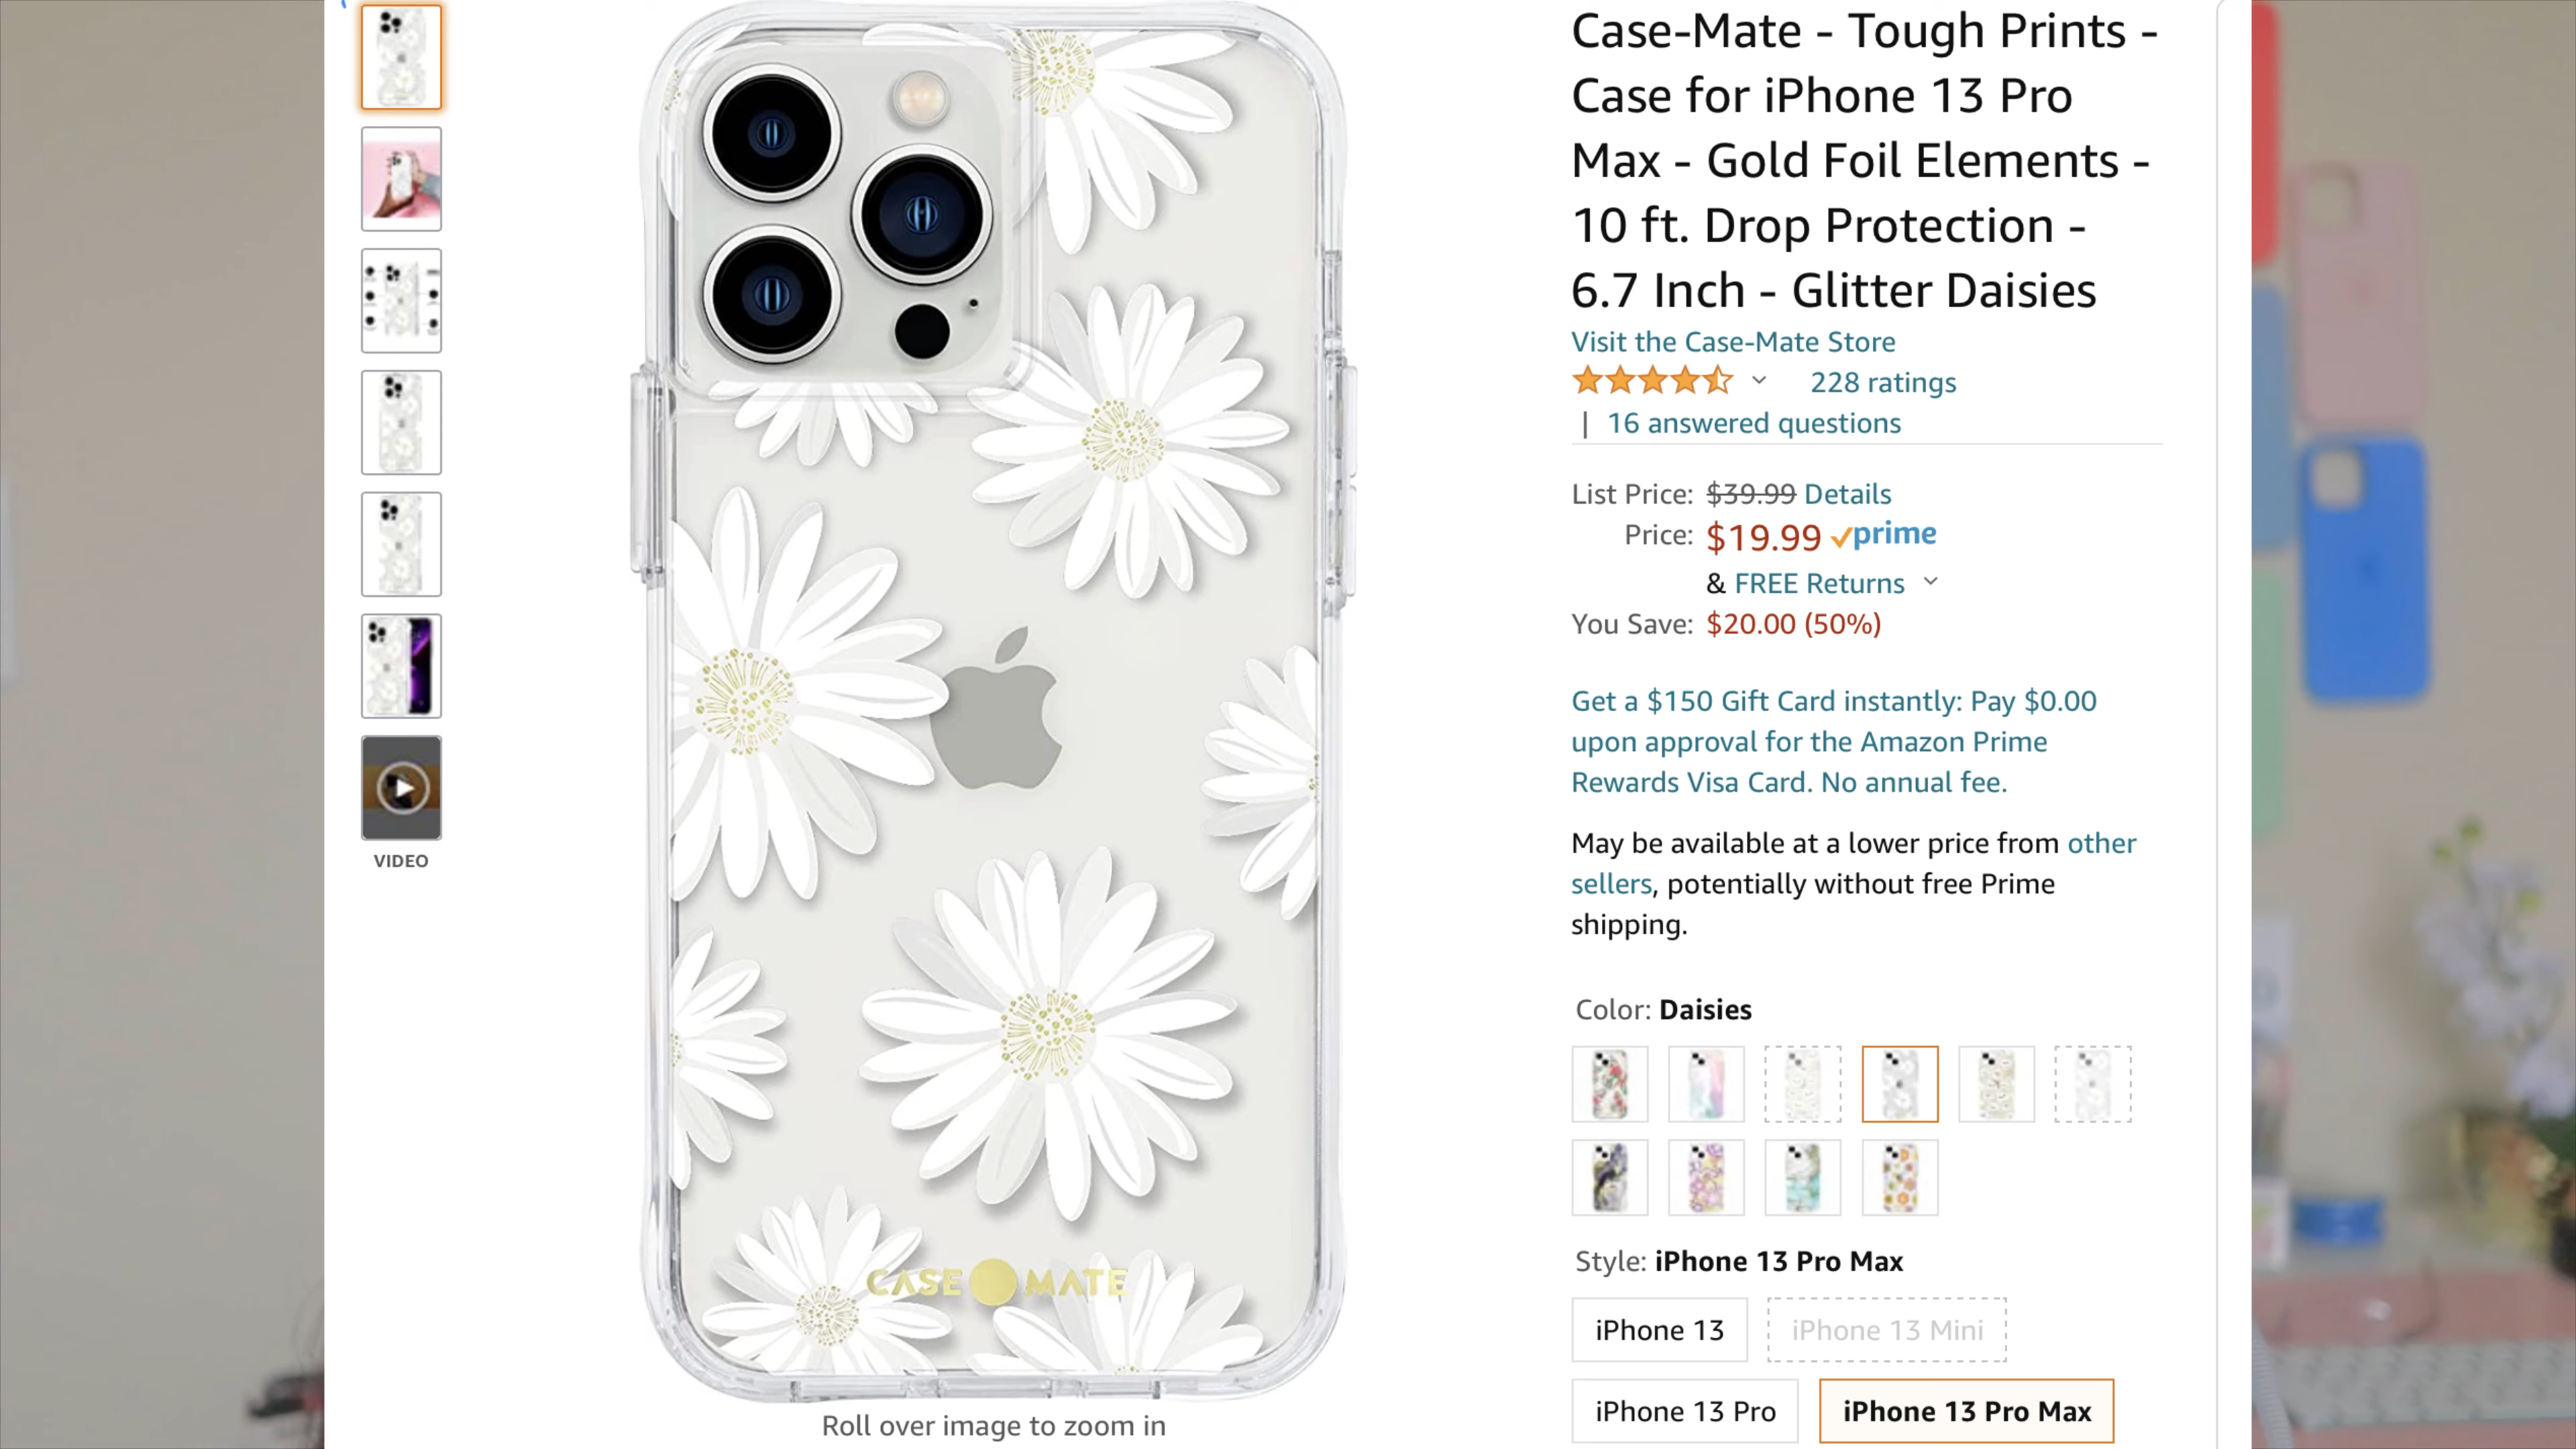 Case-Mate - Tough Prints -
Case for iPhone 13 Pro
Max - Gold Foil Elements -
10 ft. Drop Protection -
6.7 Inch - Glitter Daisies
Visit the Case-Mate Store
228 ratings
| 16 answered questions
List Price: $39.99 Details
Price: $19.99 prime
& FREE Returns
You Save: $20.00 (50%)
Get a $150 Gift Card instantly: Pay $0.00
upon approval for the Amazon Prime
Rewards Visa Card. No annual fee.
May be available at a lower price from other
sellers, potentially without free Prime
shipping.
Color: Daisies
Style: iPhone 13 Pro Max
iPhone 13
iPhone 13 Mini
iPhone 13 Pro
iPhone 13 Pro Max
VIDEO
CASE MATE
Roll over image to zoom in